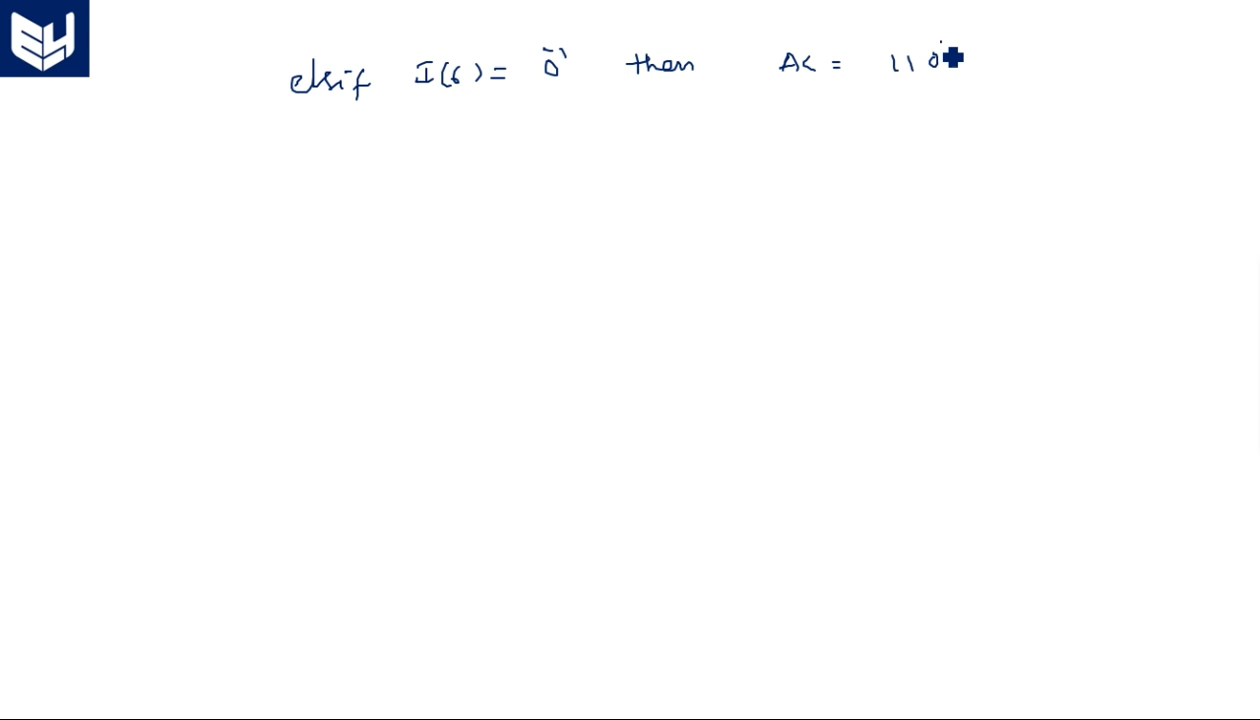 elsif I(6) = '0' then AC = 110